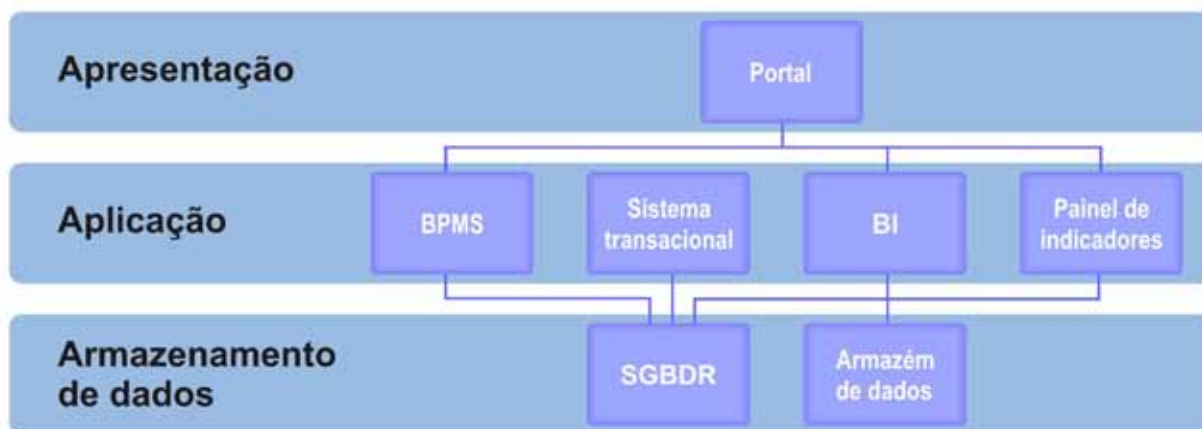 Apresentação
Portal
Aplicação
BPMS
Sistema
transacional
BI
Painel de
indicadores
Armazenamento
de dados
SGBDR
Armazém
de dados